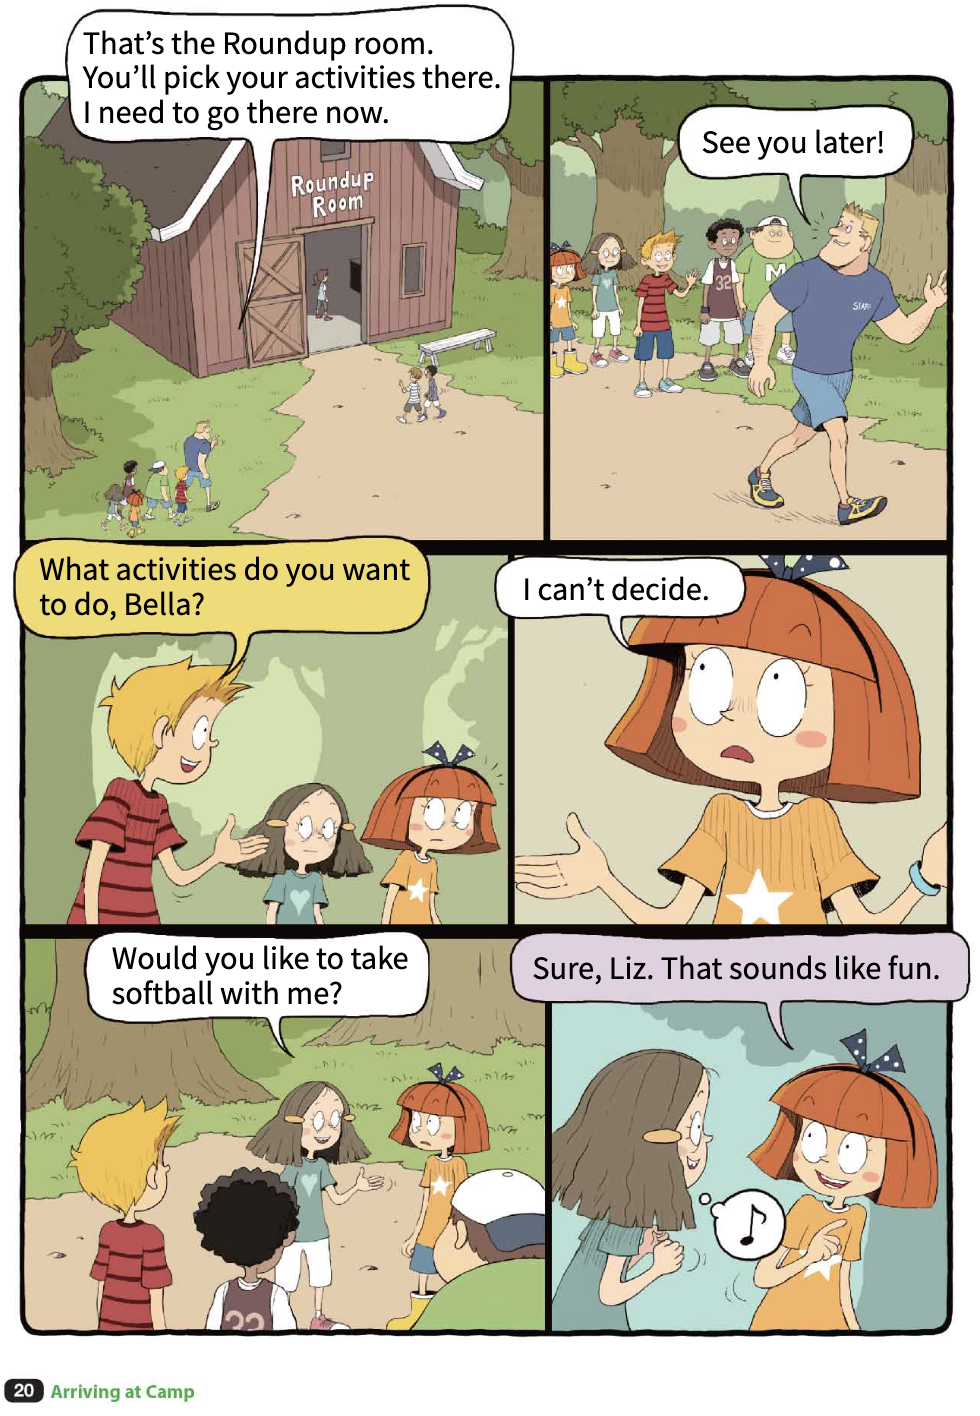 That's the Roundup room.
You'll pick your activities there.
I need to go there now.
Roundup
Room
See you later!
32
M
STAFF
What activities do you want
to do, Bella?
I can't decide.
Would you like to take
softball with me?
32
Sure, Liz. That sounds like fun.
20 Arriving at Camp